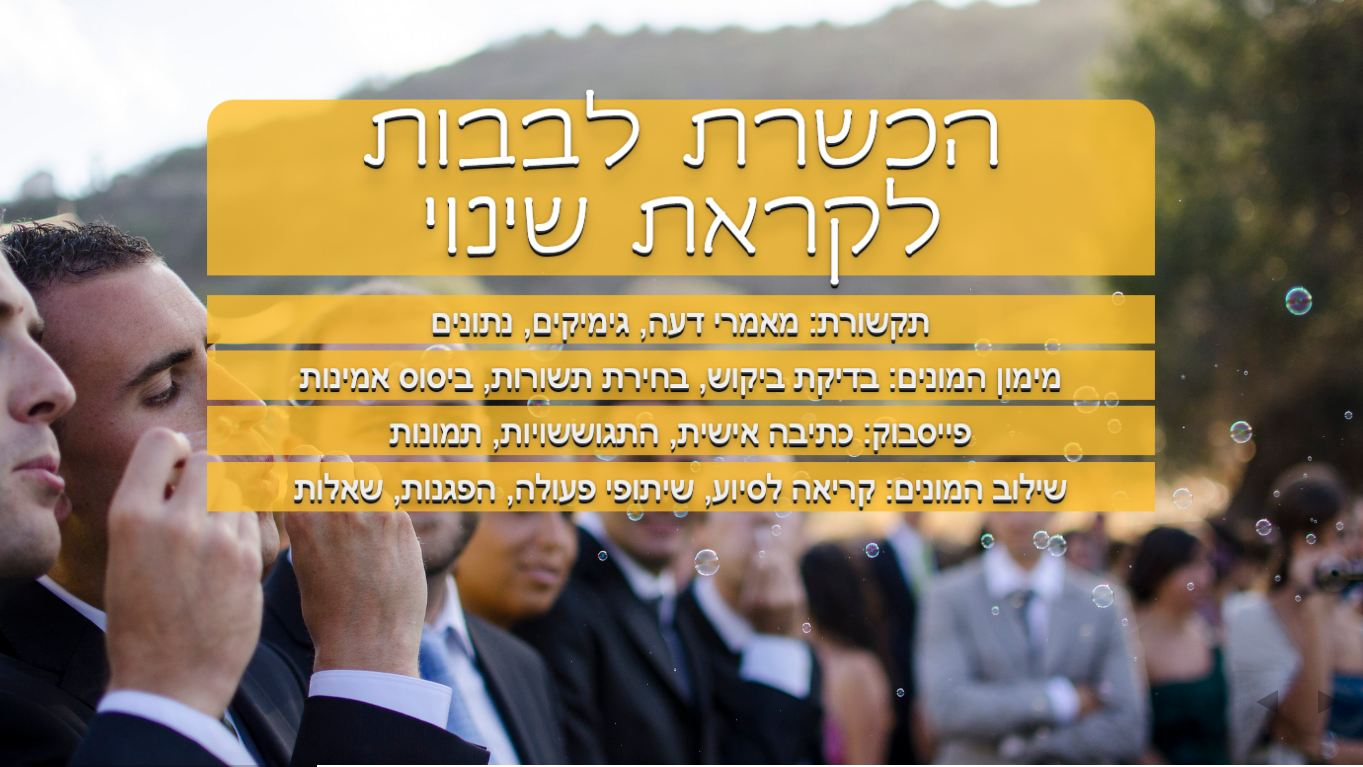 הכשרת לבבות
לקראת שינוי
תקשורת: מאמרי דעה, גימיקים, נתונים
מימון המונים: בדיקת ביקוש, בחירת תשורות, ביסוס אמינות
פייסבוק: כתיבה אישית, התגוששויות, תמונות
שילוב המונים: קריאה לסיוע, שיתופי פעולה, הפגנות, שאלות